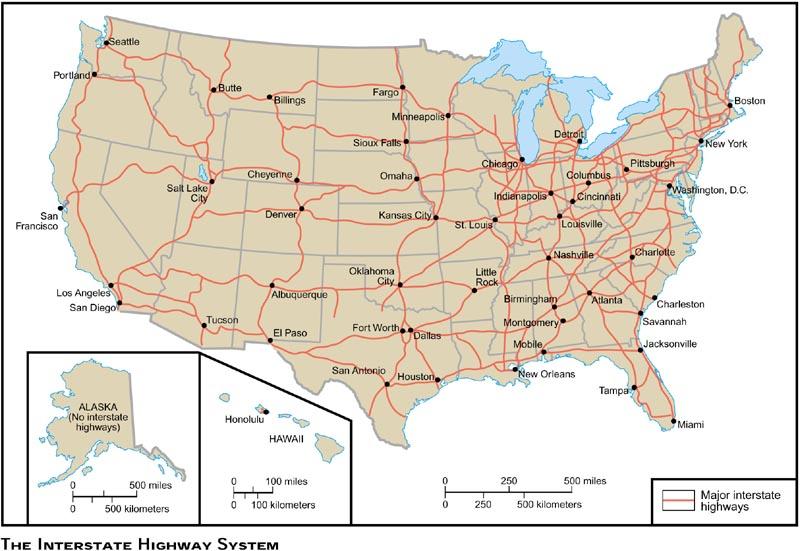 Seattle
Portland
Butte
Billings
Fargo
Minneapolis
Boston
Detroit
New York
Sioux Falls
Chicago
Pittsburgh
Cheyenne
Omaha
Columbus
Salt Lake
City
Indianapolis
Cincinnati
Washington, D.C.
San
Francisco
Denver
Kansas City
St. Louis
Louisville
Nashville
Charlotte
Oklahoma
City
Little
Rock
Los Angeles
San Diego
Albuquerque
Birmingham
Atlanta
Charleston
Tucson
El Paso
Fort Worth
Dallas
Montgomery
Savannah
Mobile
Jacksonville
San Antonio
Houston
New Orleans
Tampa
Miami
ALASKA
(No interstate
highways)
0 500 miles
0 500 kilometers
Honolulu
HAWAII
0 100 miles
0 100 kilometers
0 250 500 miles
0 250 500 kilometers
Major interstate
highways
THE INTERSTATE HIGHWAY SYSTEM